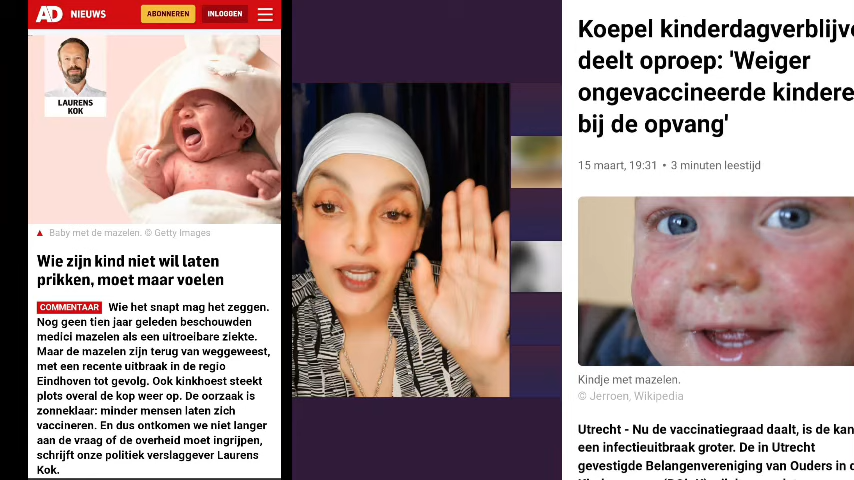 AD NIEUWS
ABONNEREN
INLOGGEN
LAURENS
KOK
Baby met de mazelen. © Getty Images
Wie zijn kind niet wil laten
prikken, moet maar voelen
COMMENTAAR Wie het snapt mag het zeggen.
Nog geen tien jaar geleden beschouwden
medici mazelen als een uitroeibare ziekte.
Maar de mazelen zijn terug van weggeweest,
met een recente uitbraak in de regio
Eindhoven tot gevolg. Ook kinkhoest steekt
plots overal de kop weer op. De oorzaak is
zonneklaar: minder mensen laten zich
vaccineren. En dus ontkomen we niet langer
aan de vraag of de overheid moet ingrijpen,
schrijft onze politiek verslaggever Laurens
Kok.
Koepel kinderdagverblijv
deelt oproep: 'Weiger
ongevaccineerde kindere
bij de opvang'
15 maart, 19:31 • 3 minuten leestijd
Kindje met mazelen.
© Jerroen, Wikipedia
Utrecht - Nu de vaccinatiegraad daalt, is de kan
een infectieuitbraak groter. De in Utrecht
gevestigde Belangenvereniging van Ouders in